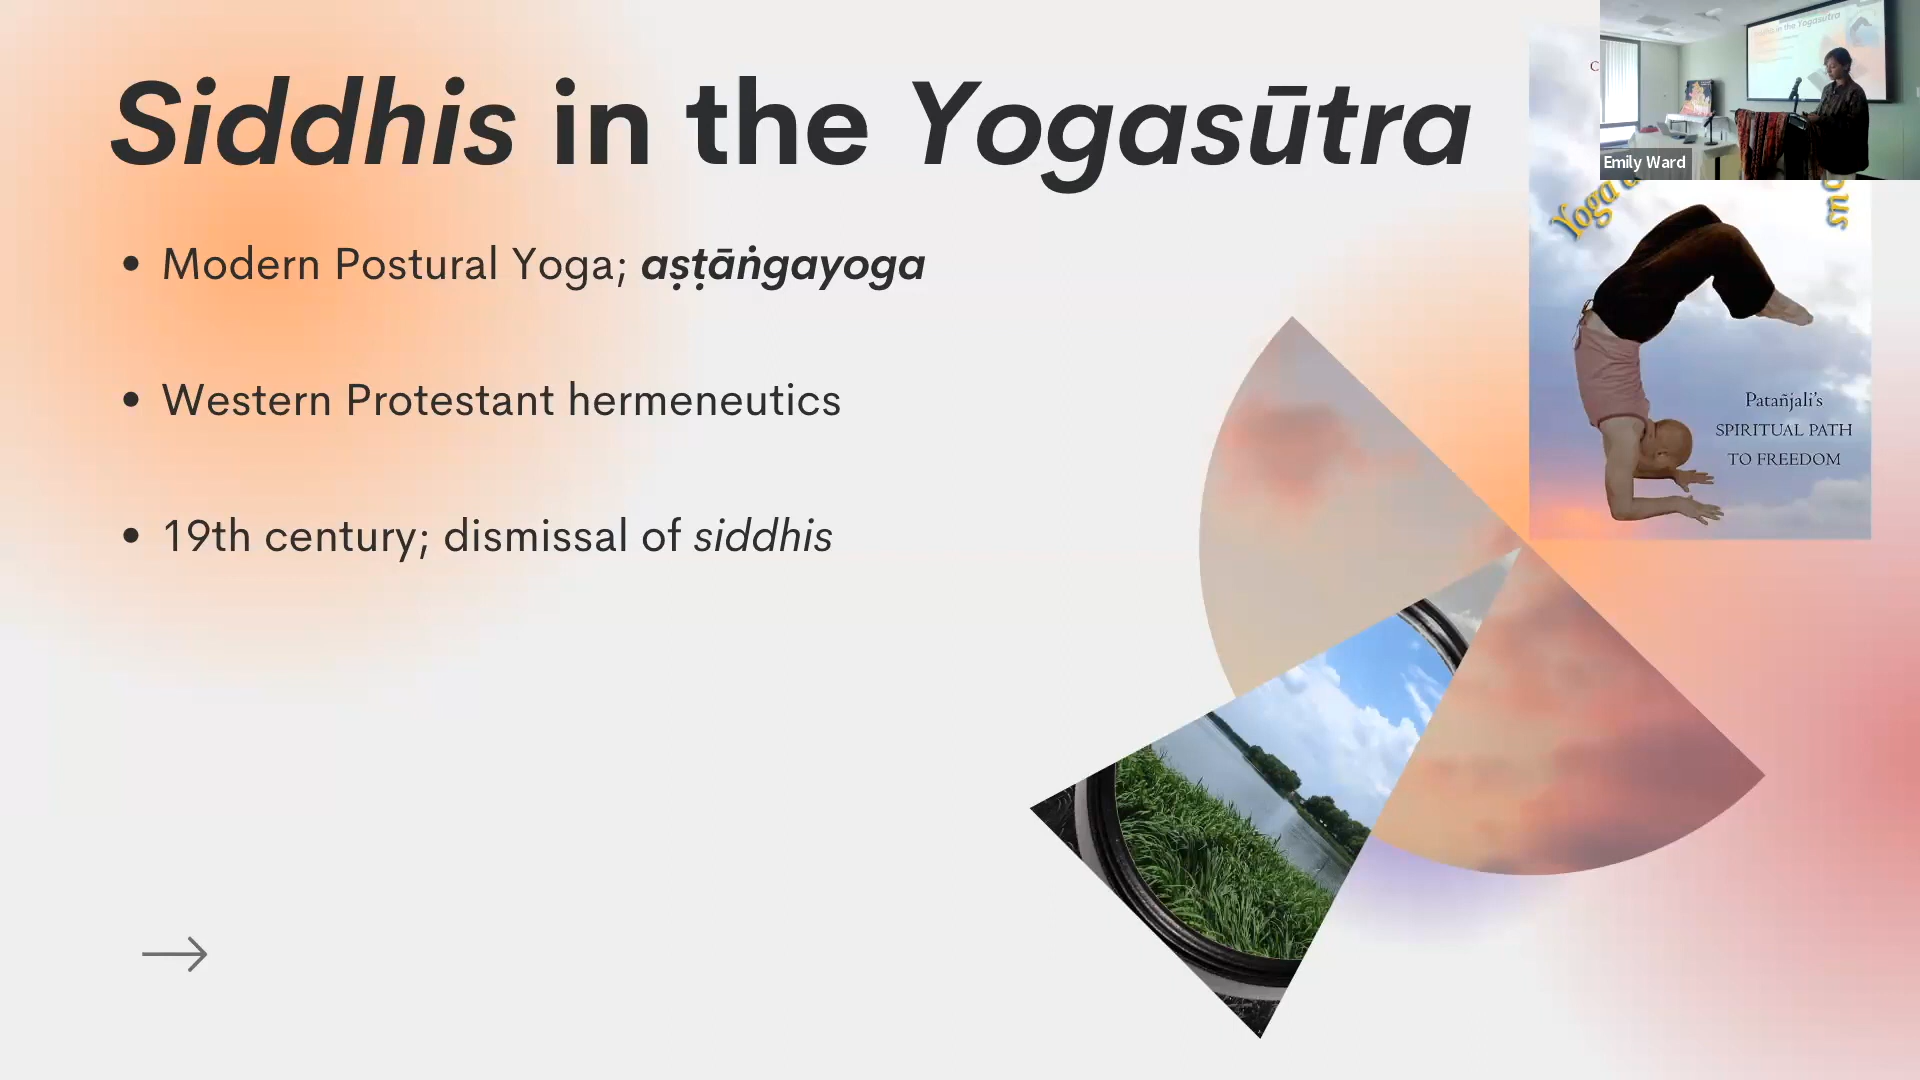 Siddhis in the Yogasūtra
• Modern Postural Yoga; aṣṭāṅgayoga
• Western Protestant hermeneutics
• 19th century; dismissal of siddhis
Emily Ward
Yoga
Patañjali's
SPIRITUAL PATH
TO FREEDOM